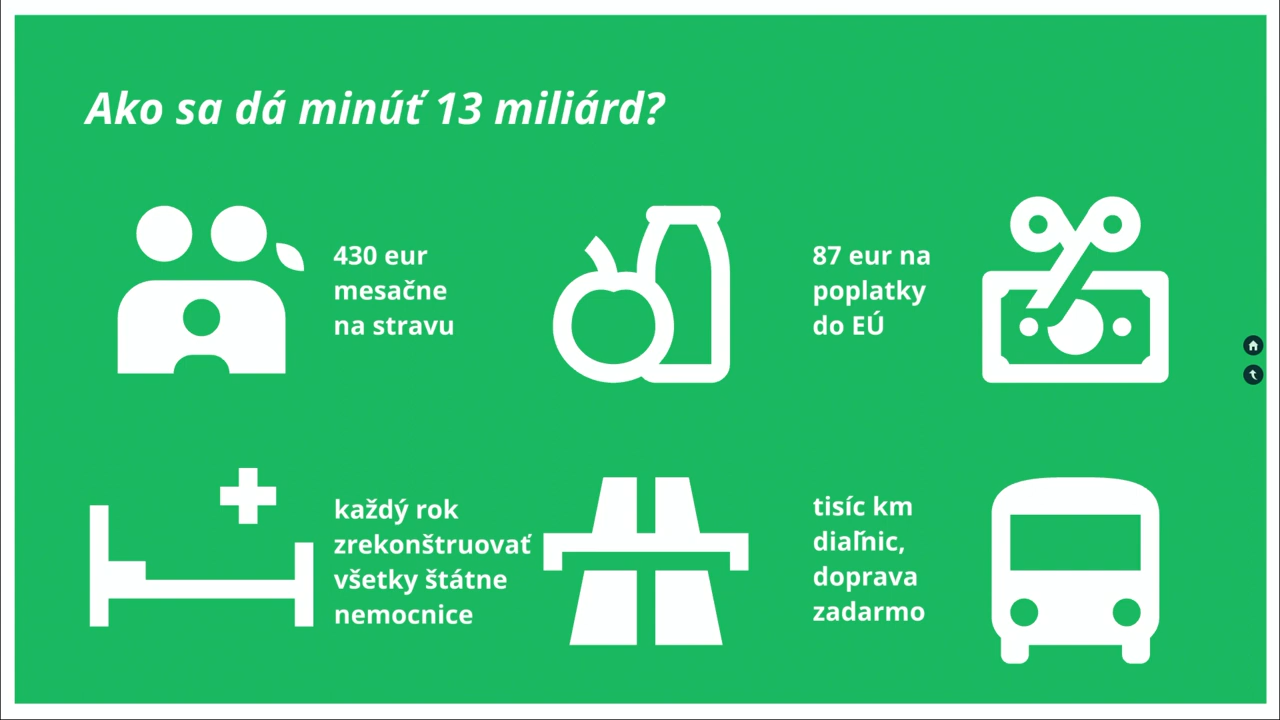 Ako sa dá minúť 13 miliárd?
430 eur
mesačne
na stravu
87 eur na
poplatky
do EÚ
každý rok
zrekonštruovať
všetky štátne
nemocnice
tisíc km
diaľnic,
doprava
zadarmo